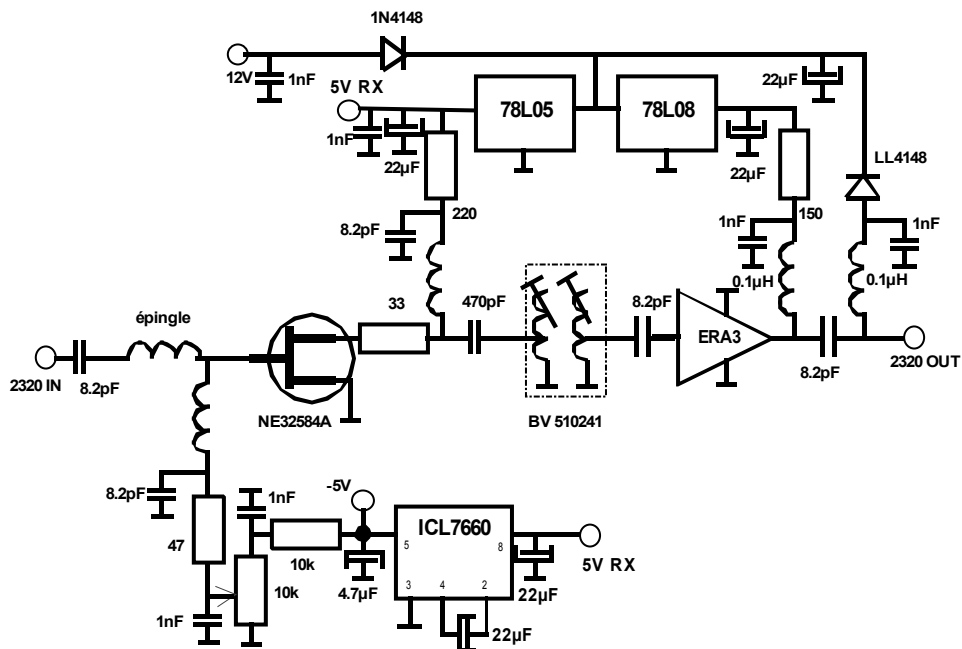 1N4148
12V
1nF
22µF
5V RX
78L05
78L08
1nF
22µF
22µF
LL4148
220
150
8.2pF
1nF
1nF
0.1µH
0.1µH
33
470pF
8.2pF
épingle
ERA3
2320 IN
8.2pF
NE32584A
BV 510241
8.2pF
2320 OUT
8.2pF
1nF
-5V
ICL7660
47
10k
5
8
5V RX
10k
4.7µF
3
4
2
22µF
1nF
22µF